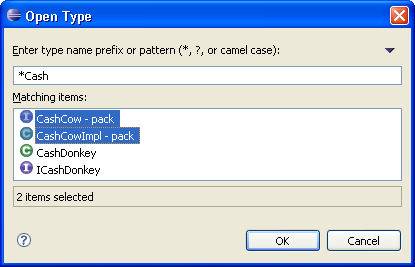 Open Type
Enter type name prefix or pattern (*, ?, or camel case):
*Cash
Matching items:
I CashCow - pack
C CashCowImpl - pack
C CashDonkey
I ICashDonkey
2 items selected
? OK Cancel